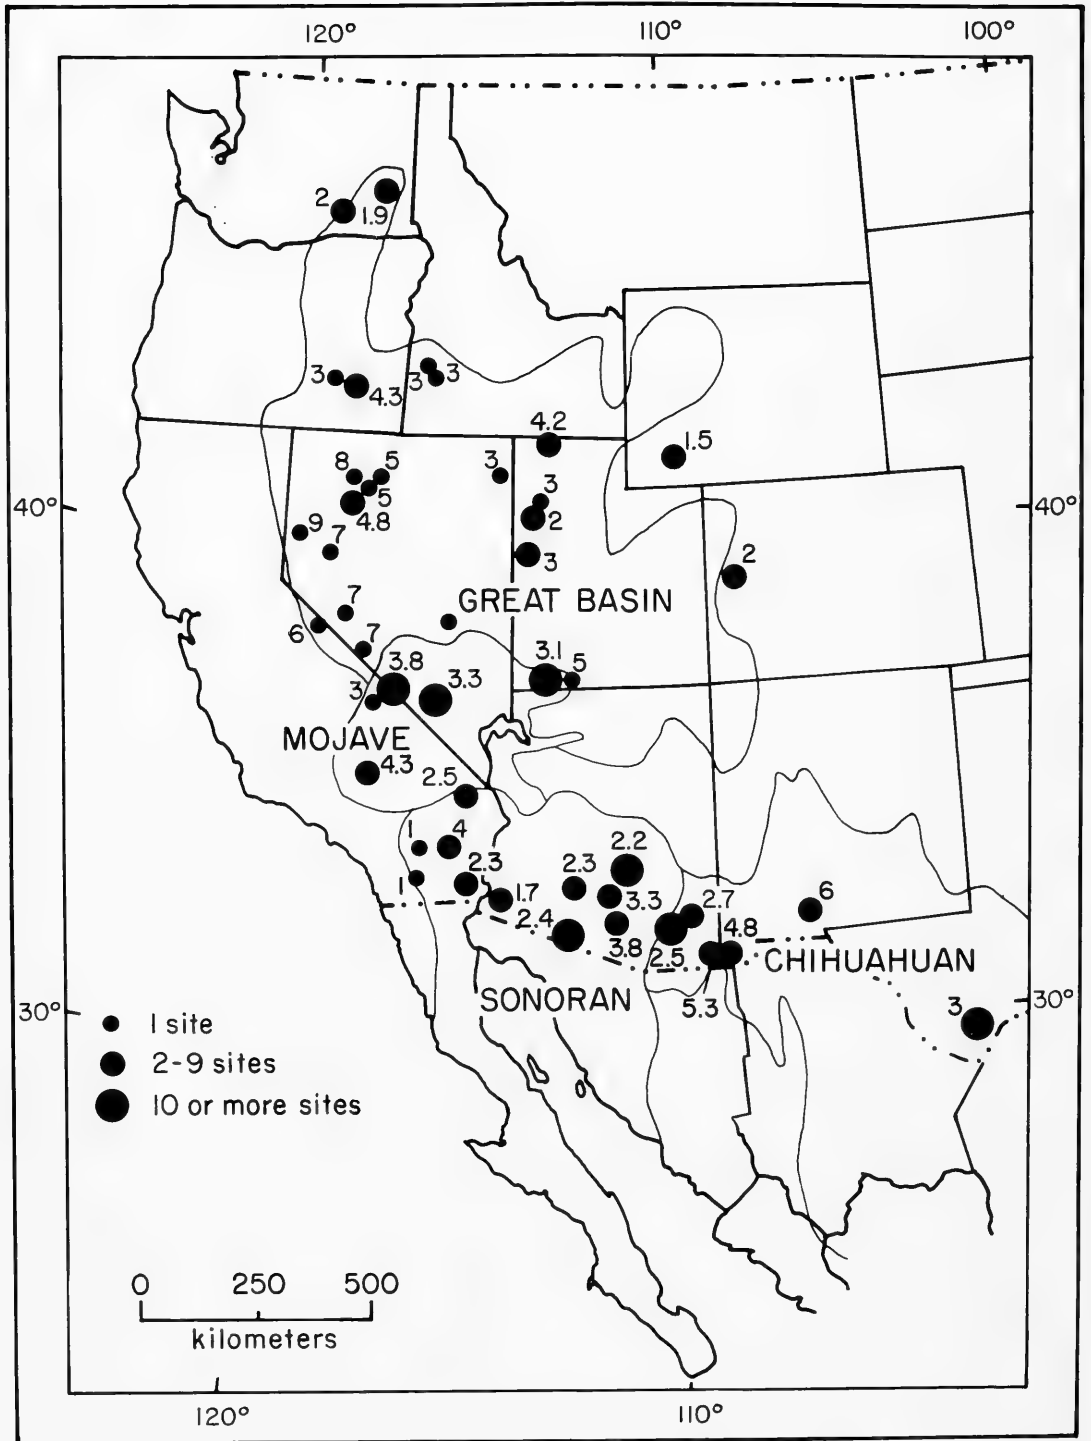 120° 110° 100°
2
1.9
3 4.3 3 3
4.2
1.5
8 5 3
5 3
40° 4.8 2 40°
9 7 3 2
GREAT BASIN
7
6 7
3.8 3.1 5
3 3.3
MOJAVE
4.3 2.5
1 4 2.2
2.3 2.3
1 1.7 3.3 2.7 6
2.4 3.8 2.5 4.8
CHIHUAHUAN
SONORAN 5.3
30° 3 30°
1 site
2-9 sites
10 or more sites
0 250 500
kilometers
120° 110°